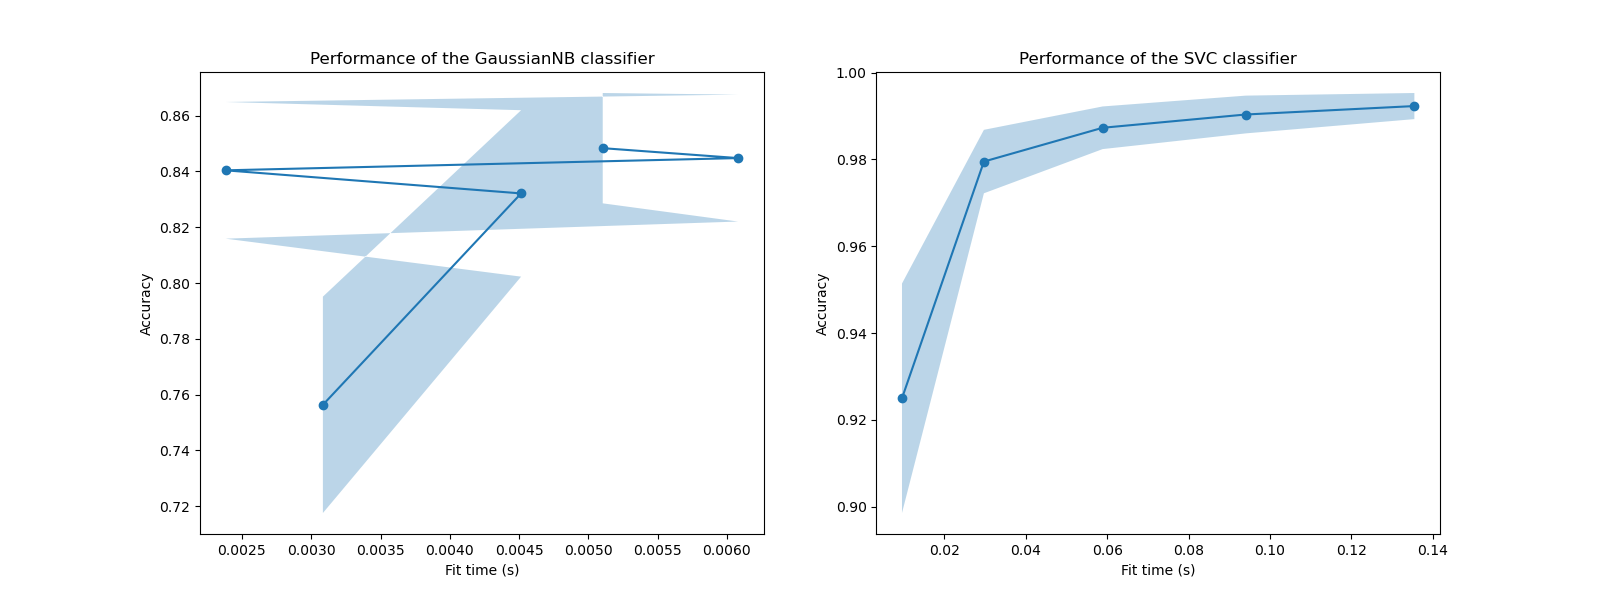 Performance of the GaussianNB classifier
0.86
0.84
0.82
0.80
0.78
0.76
0.74
0.72
Accuracy
0.0025 0.0030 0.0035 0.0040 0.0045 0.0050 0.0055 0.0060
Fit time (s)
Performance of the SVC classifier
1.00
0.98
0.96
0.94
0.92
0.90
Accuracy
0.02 0.04 0.06 0.08 0.10 0.12 0.14
Fit time (s)